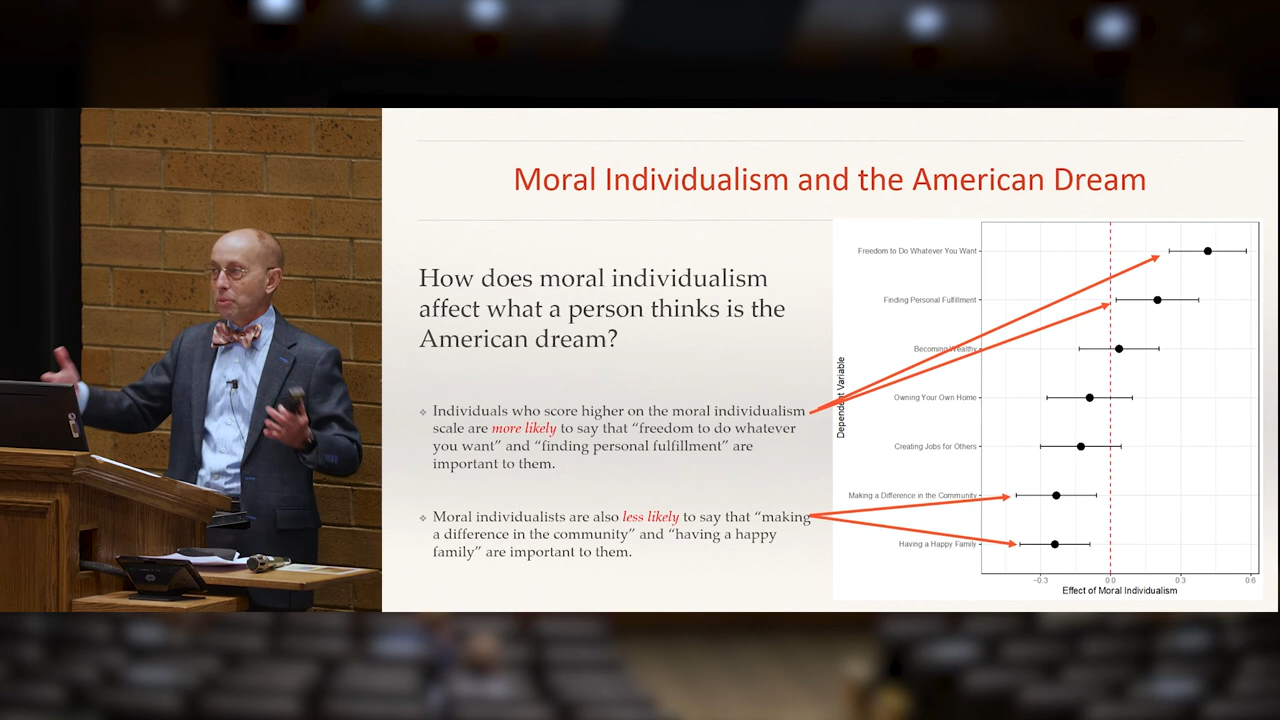 Moral Individualism and the American Dream
How does moral individualism
affect what a person thinks is the
American dream?
Individuals who score higher on the moral individualism
scale are more likely to say that “freedom to do whatever
you want” and “finding personal fulfillment” are
important to them.
Moral individualists are also less likely to say that “making
a difference in the community” and “having a happy
family” are important to them.
Dependent Variable
Freedom to Do Whatever You Want
Finding Personal Fulfillment
Becoming Wealthy
Owning Your Own Home
Creating Jobs for Others
Making a Difference in the Community
Having a Happy Family
−0.3 0.0 0.3 0.6
Effect of Moral Individualism